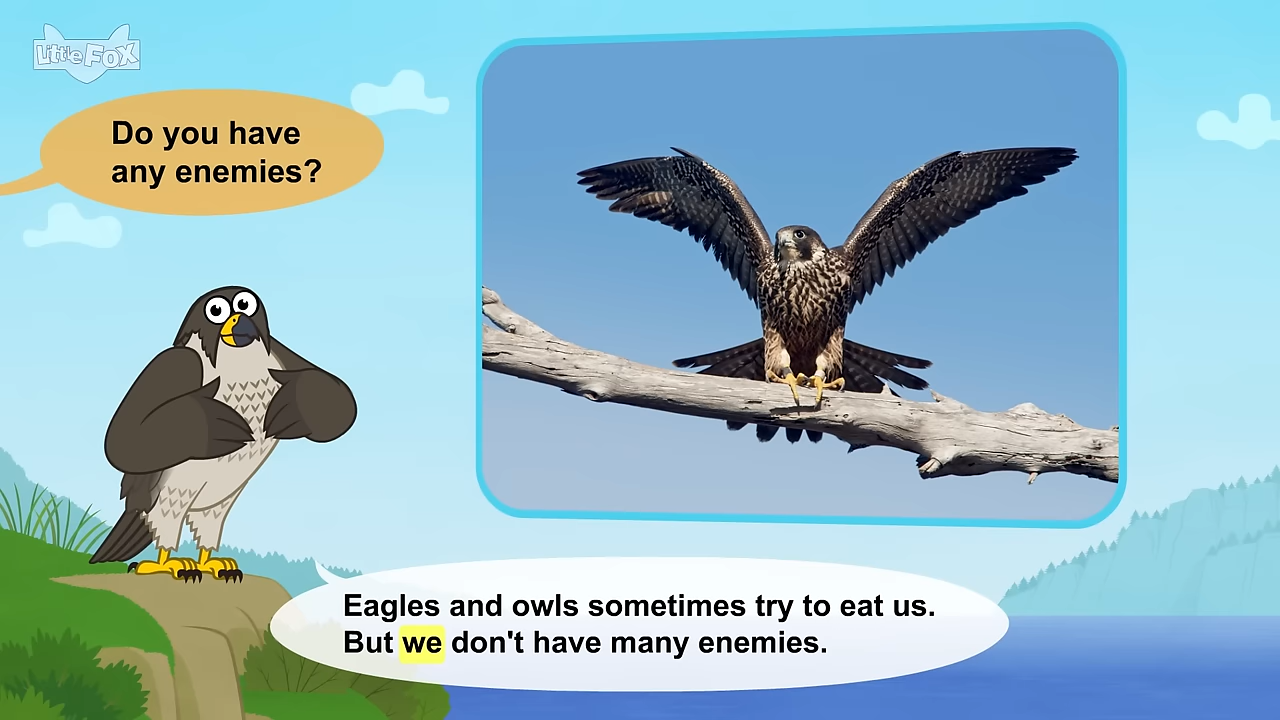 Little Fox
Do you have
any enemies?
Eagles and owls sometimes try to eat us.
But we don't have many enemies.